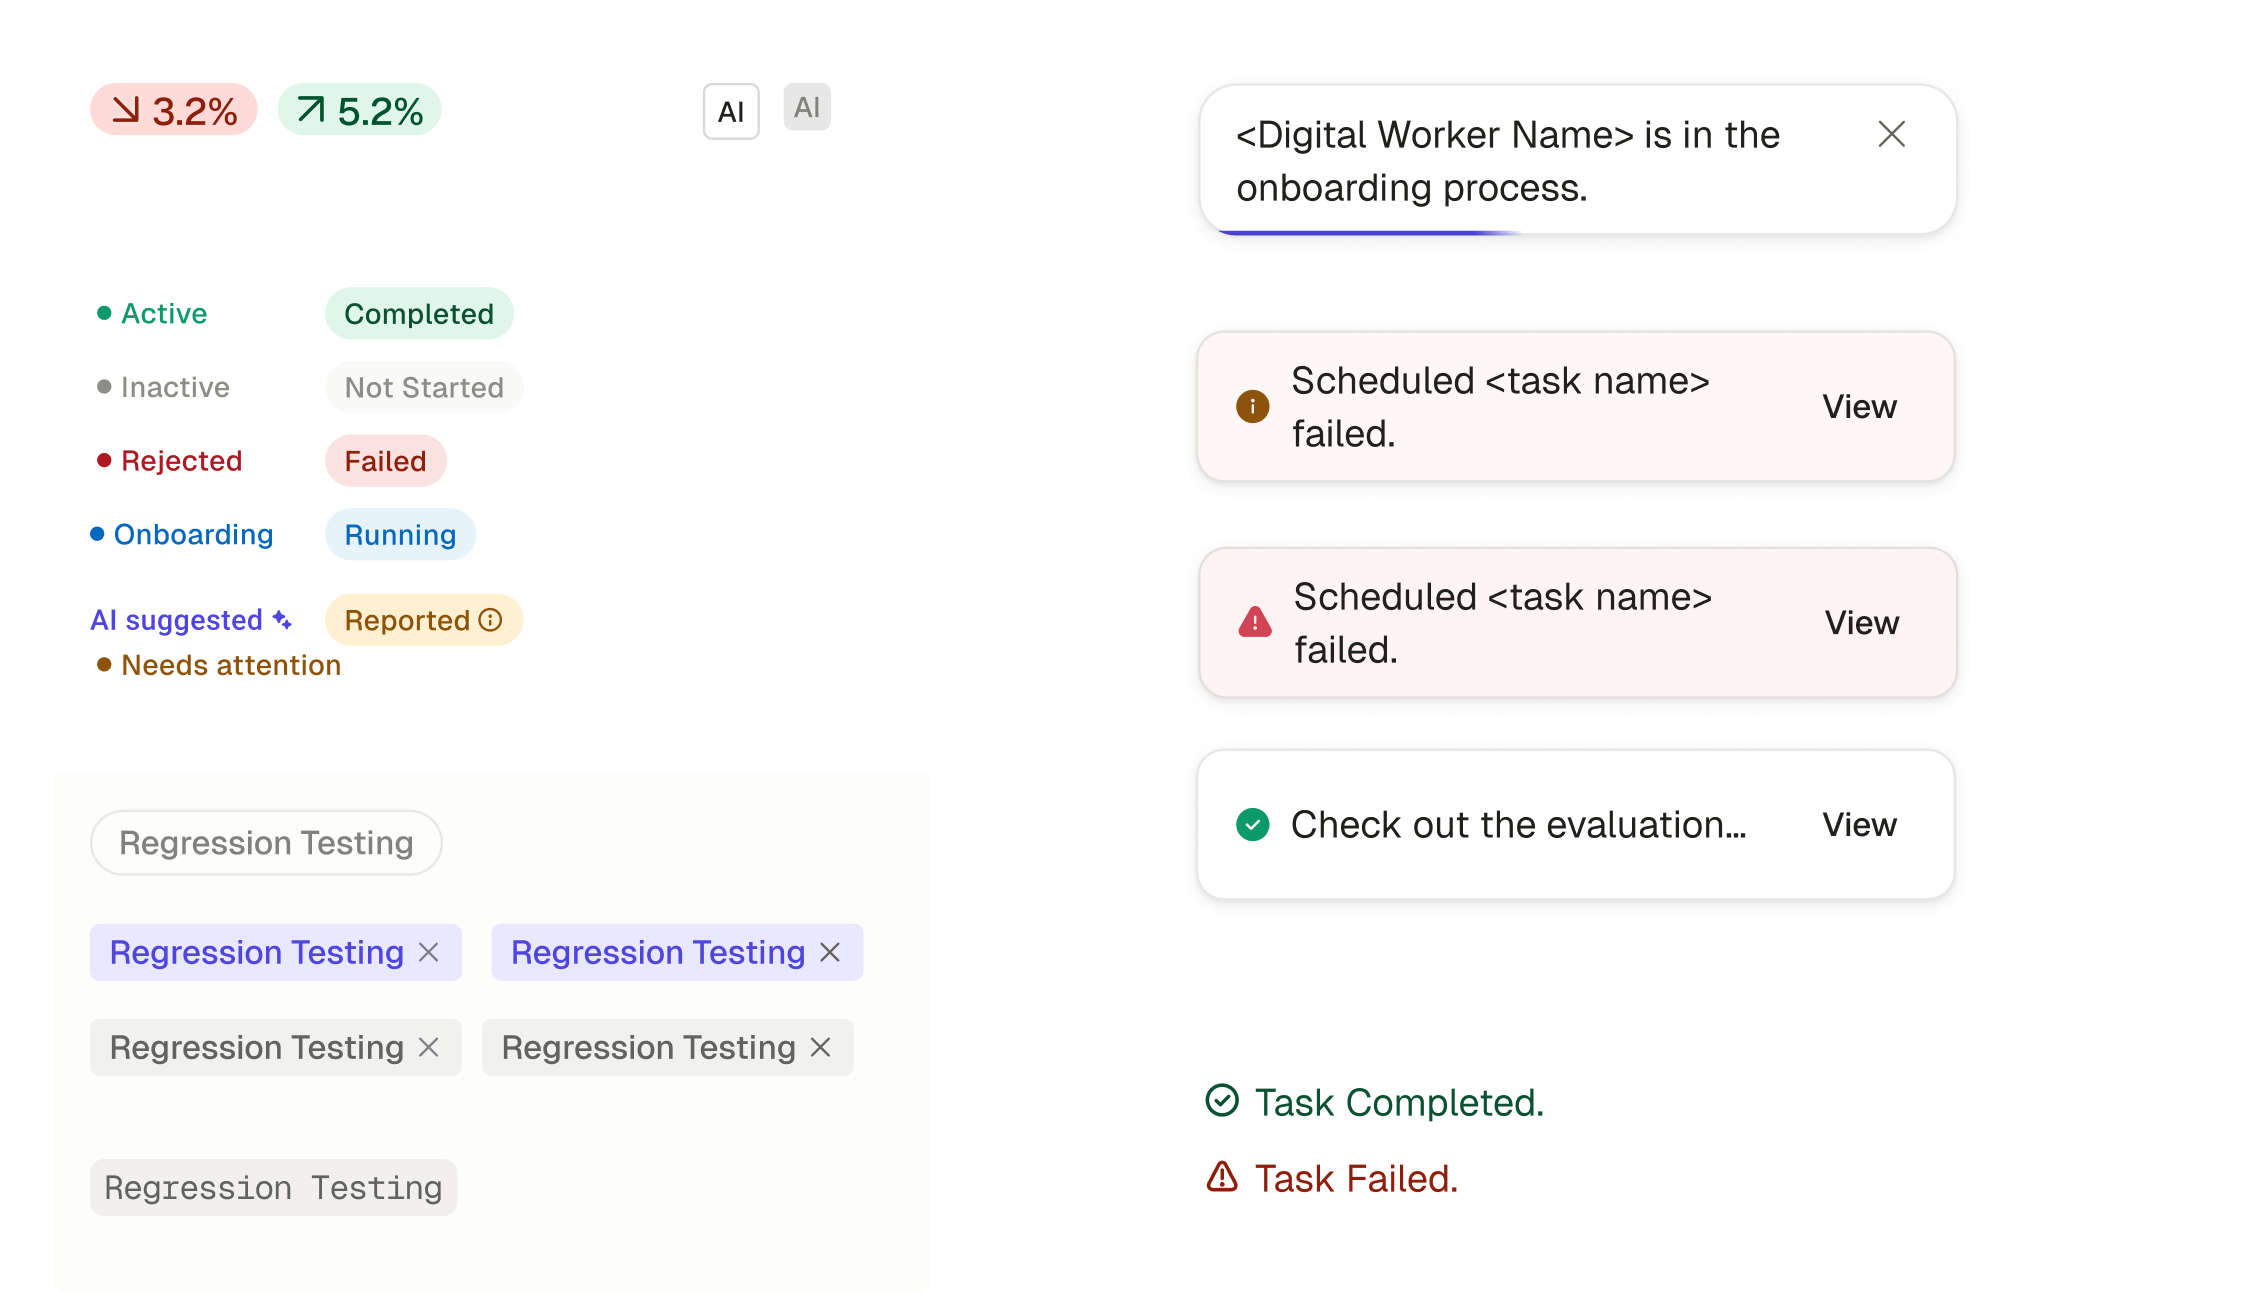 3.2%
5.2%
AI
AI
Active
Completed
Inactive
Not Started
Rejected
Failed
Onboarding
Running
AI suggested
Reported
Needs attention
Regression Testing
Regression Testing
Regression Testing
Regression Testing
Regression Testing
Regression Testing
<Digital Worker Name> is in the
onboarding process.
Scheduled <task name>
failed.
View
Scheduled <task name>
failed.
View
Check out the evaluation...
View
Task Completed.
Task Failed.